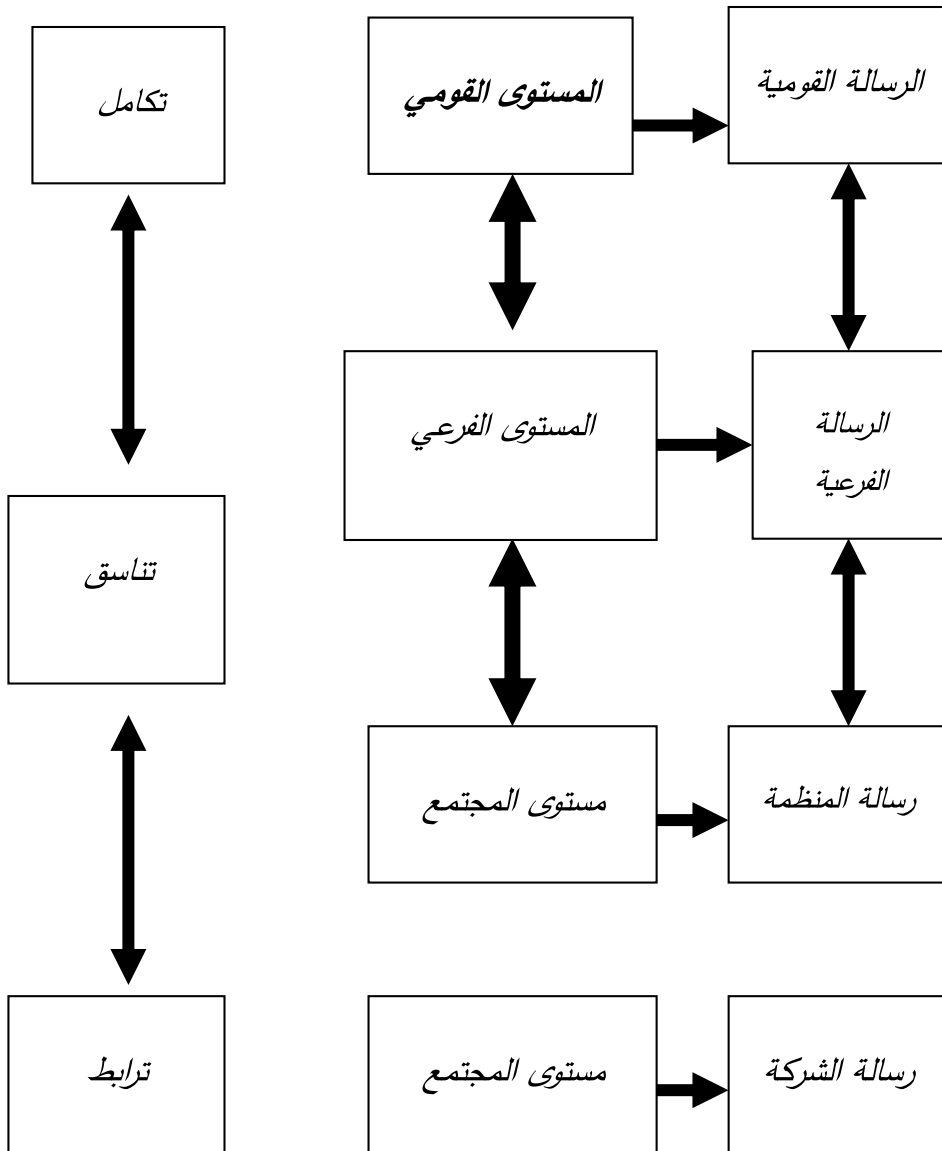 الرسالة القومية
المستوى القومي
تكامل
الرسالة
الفرعية
المستوى الفرعي
تناسق
رسالة المنظمة
مستوى المجتمع
رسالة الشركة
مستوى المجتمع
ترابط